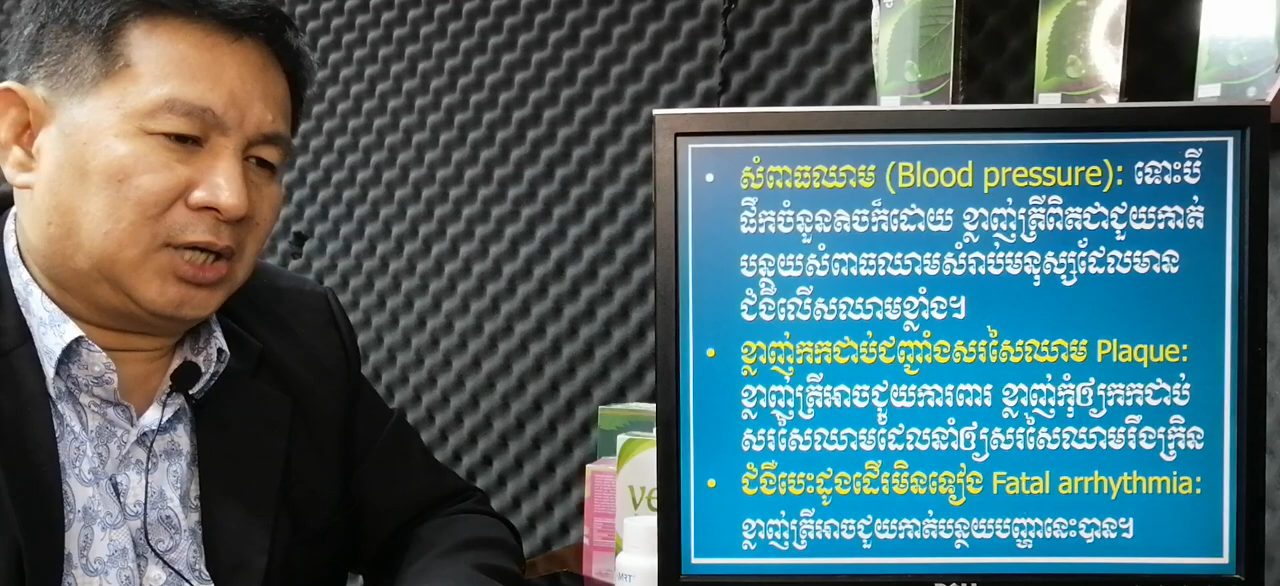 • សំពាធឈាម (Blood pressure): ទោះបី
ផឹកចំនួនតិចក៏ដោយ ខ្លាញ់ត្រីពិតជាជួយកាត់
បន្ថយសំពាធឈាមសំរាប់មនុស្សដែលមាន
ជំងឺលើសឈាមខ្លាំង។
• ខ្លាញ់កកជាប់ជញ្ជាំងសរសៃឈាម Plaque:
ខ្លាញ់ត្រីអាចជួយការពារ ខ្លាញ់កុំឲ្យកកជាប់
សរសៃឈាមដែលនាំឲ្យសរសៃឈាមរឹងក្រិន
• ជំងឺបេះដូងដើរមិនទៀង Fatal arrhythmia:
ខ្លាញ់ត្រីអាចជួយកាត់បន្ថយបញ្ហានេះបាន។